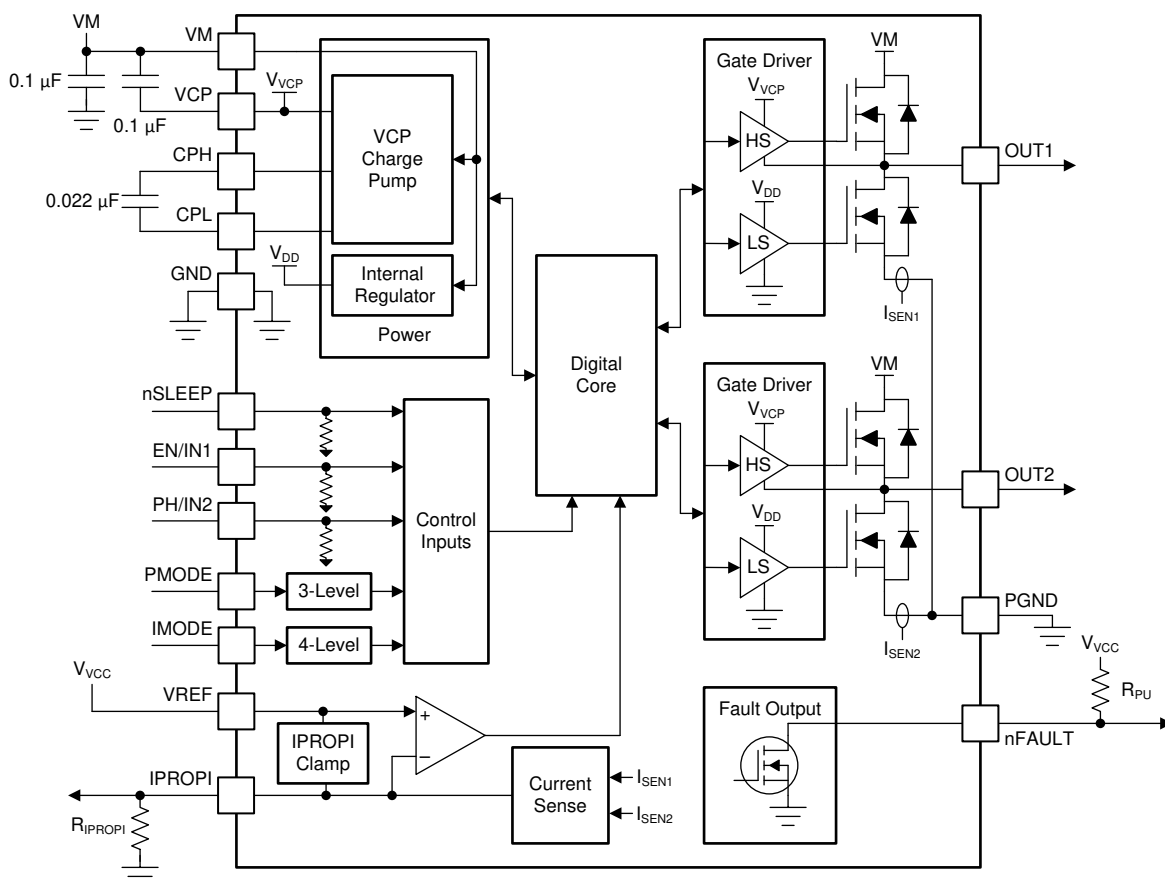 VM
VM
0.1 µF
VCP
V_VCP
0.1 µF
CPH
0.022 µF
CPL
GND
V_DD
VCP
Charge
Pump
Internal
Regulator
Power
nSLEEP
EN/IN1
PH/IN2
PMODE
3-Level
IMODE
4-Level
Control
Inputs
V_VCC
VREF
IPROPI
Clamp
+
−
IPROPI
R_IPROPI
Current
Sense
I_SEN1
I_SEN2
Digital
Core
Gate Driver
V_VCP
HS
V_DD
LS
VM
OUT1
I_SEN1
Gate Driver
V_VCP
HS
V_DD
LS
VM
OUT2
PGND
I_SEN2
Fault Output
V_VCC
R_PU
nFAULT